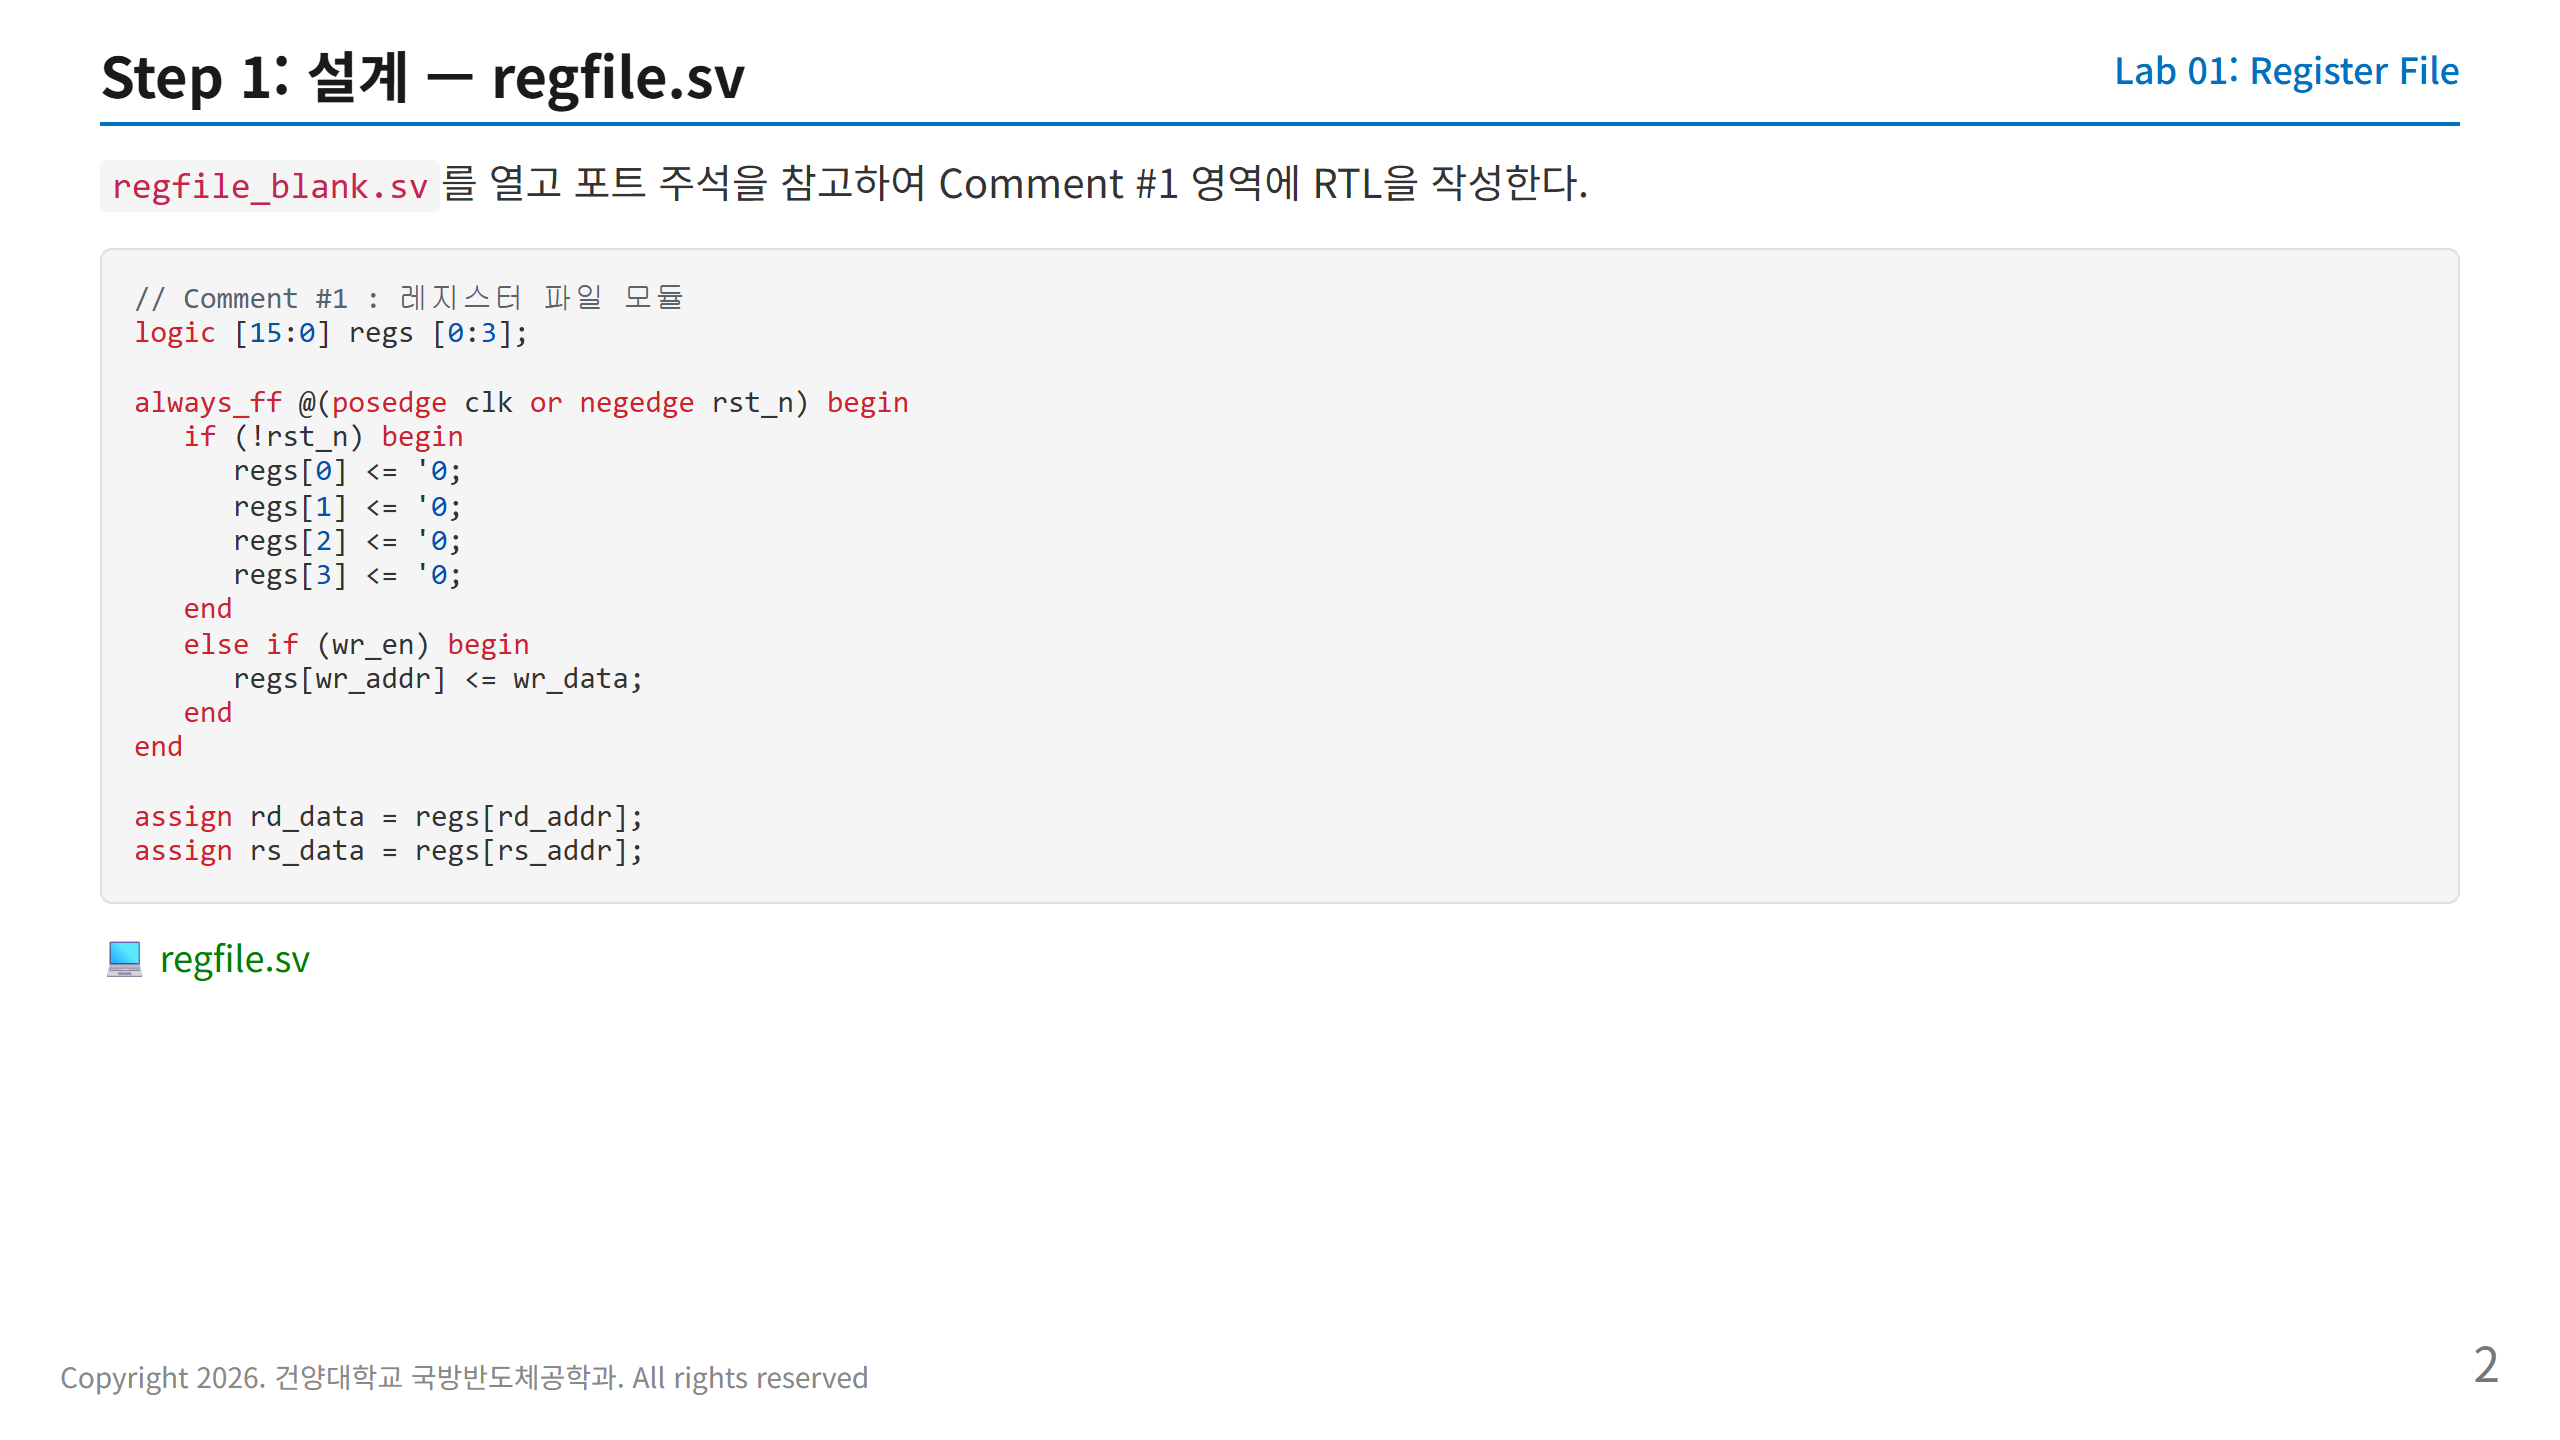 Step 1: 설계 — regfile.sv
Lab 01: Register File
regfile_blank.sv를 열고 포트 주석을 참고하여 Comment #1 영역에 RTL을 작성한다.
// Comment #1 : 레지스터 파일 모듈
logic [15:0] regs [0:3];
always_ff @(posedge clk or negedge rst_n) begin
   if (!rst_n) begin
      regs[0] <= '0;
      regs[1] <= '0;
      regs[2] <= '0;
      regs[3] <= '0;
   end
   else if (wr_en) begin
      regs[wr_addr] <= wr_data;
   end
end
assign rd_data = regs[rd_addr];
assign rs_data = regs[rs_addr];
💻 regfile.sv
Copyright 2026. 건양대학교 국방반도체공학과. All rights reserved
2